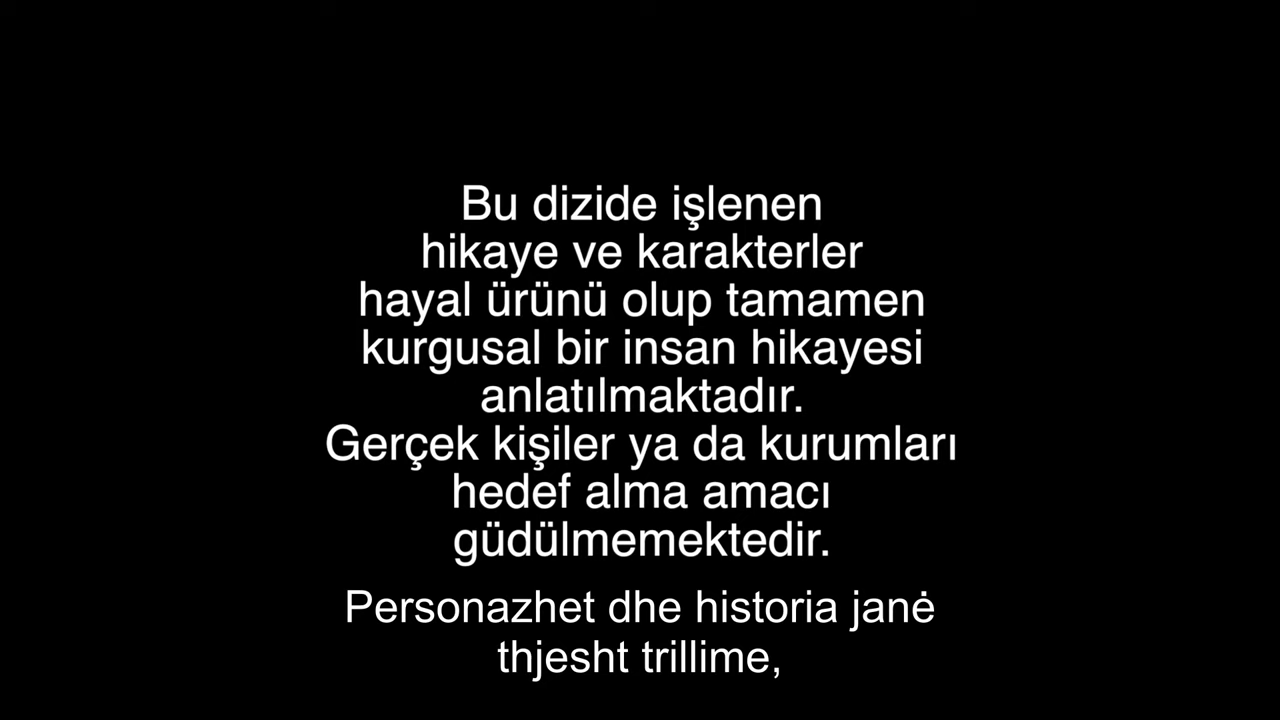 Bu dizide işlenen
hikaye ve karakterler
hayal ürünü olup tamamen
kurgusal bir insan hikayesi
anlatılmaktadır.
Gerçek kişiler ya da kurumları
hedef alma amacı
güdülmemektedir.
Personazhet dhe historia janė
thjesht trillime,